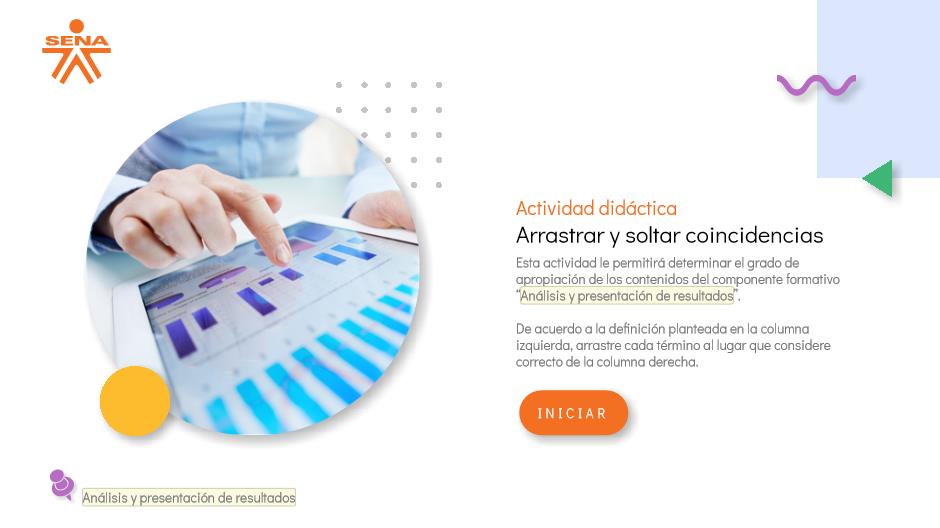 SENA
Actividad didáctica
Arrastrar y soltar coincidencias
Esta actividad le permitirá determinar el grado de
apropiación de los contenidos del componente formativo
“Análisis y presentación de resultados”.
De acuerdo a la definición planteada en la columna
izquierda, arrastre cada término al lugar que considere
correcto de la columna derecha.
INICIAR
Análisis y presentación de resultados